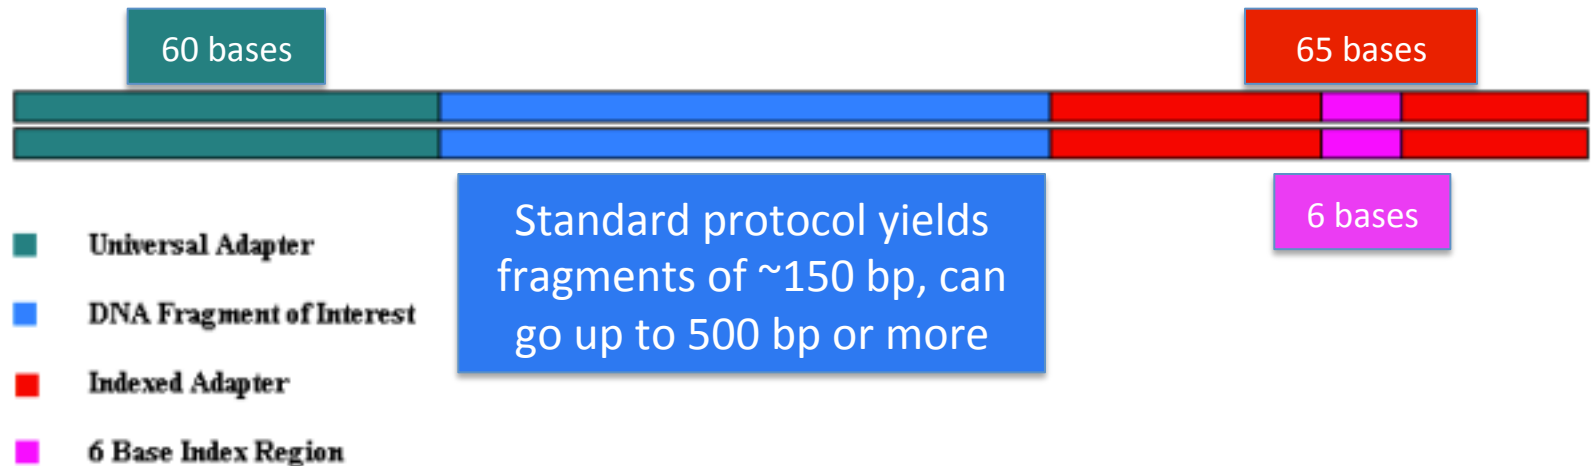 60 bases
65 bases
Standard protocol yields
fragments of ~150 bp, can
go up to 500 bp or more
6 bases
Universal Adapter
DNA Fragment of Interest
Indexed Adapter
6 Base Index Region